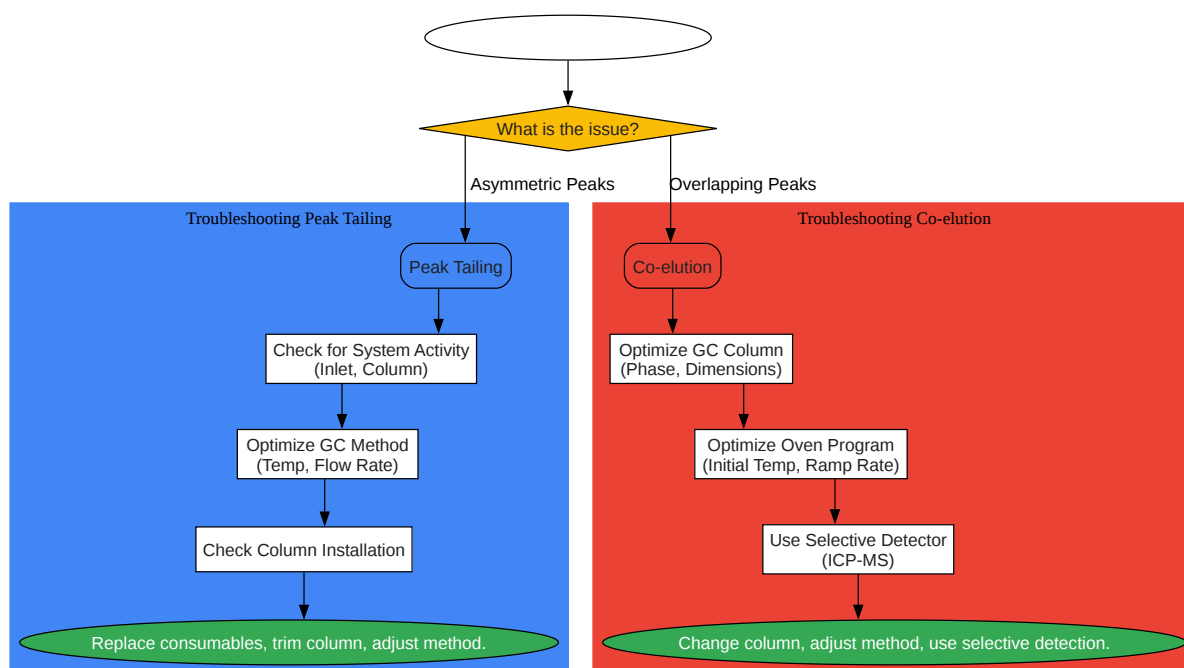 What is the issue?
Asymmetric Peaks
Overlapping Peaks
Troubleshooting Peak Tailing
Peak Tailing
Check for System Activity
(Inlet, Column)
Optimize GC Method
(Temp, Flow Rate)
Check Column Installation
Replace consumables, trim column, adjust method.
Troubleshooting Co-elution
Co-elution
Optimize GC Column
(Phase, Dimensions)
Optimize Oven Program
(Initial Temp, Ramp Rate)
Use Selective Detector
(ICP-MS)
Change column, adjust method, use selective detection.